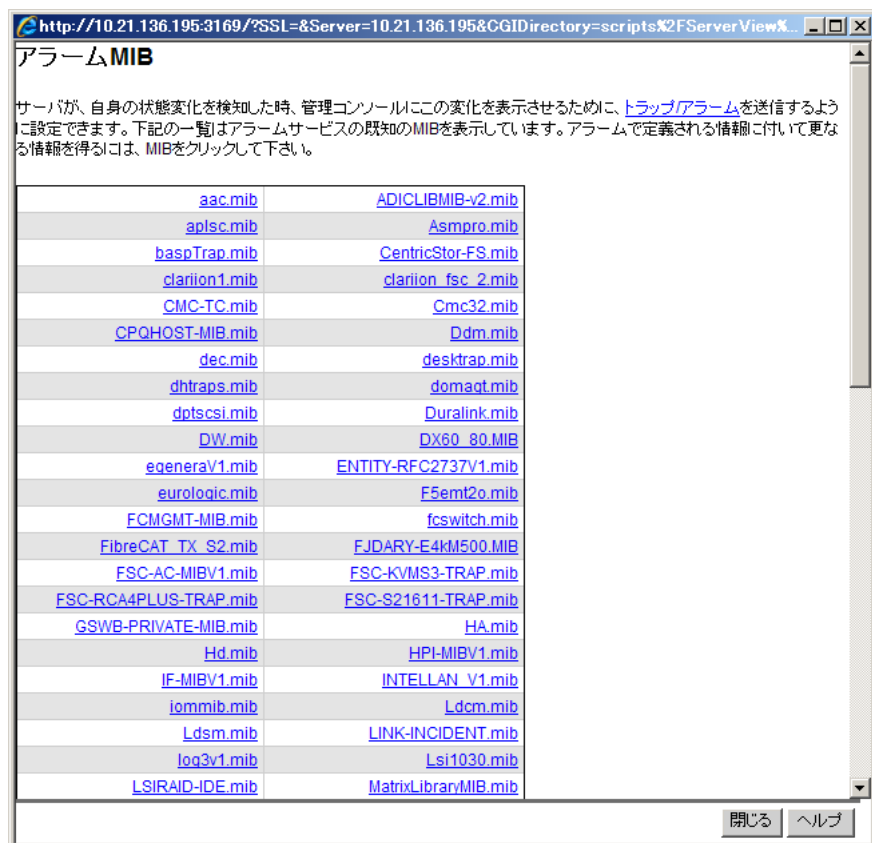 http://10.21.136.195:3169/?SSL=&Server=10.21.136.195&CGIDirectory=scripts%2FServerView%...
アラームMIB
サーバが、自身の状態変化を検知した時、管理コンソールにこの変化を表示させるために、トラップ/アラームを送信するよう
に設定できます。下記の一覧はアラームサービスの既知のMIBを表示しています。アラームで定義される情報に付いて更な
る情報を得るには、MIBをクリックして下さい。
aac.mib ADICLIBMIB-v2.mib
aplsc.mib Asmpro.mib
baspTrap.mib CentricStor-FS.mib
clariion1.mib clariion_fsc_2.mib
CMC-TC.mib Cmc32.mib
CPQHOST-MIB.mib Ddm.mib
dec.mib desktrap.mib
dhtraps.mib domagt.mib
dptscsi.mib Duralink.mib
DW.mib DX60_80.MIB
egeneraV1.mib ENTITY-RFC2737V1.mib
eurologic.mib F5emt2o.mib
FCMGMT-MIB.mib fcswitch.mib
FibreCAT_TX_S2.mib FJDARY-E4kM500.MIB
FSC-AC-MIBV1.mib FSC-KVMS3-TRAP.mib
FSC-RCA4PLUS-TRAP.mib FSC-S21611-TRAP.mib
GSWB-PRIVATE-MIB.mib HA.mib
Hd.mib HPI-MIBV1.mib
IF-MIBV1.mib INTELLAN_V1.mib
iommib.mib Ldcm.mib
Ldsm.mib LINK-INCIDENT.mib
log3v1.mib Lsi1030.mib
LSIRAID-IDE.mib MatrixLibraryMIB.mib
閉じる ヘルプ